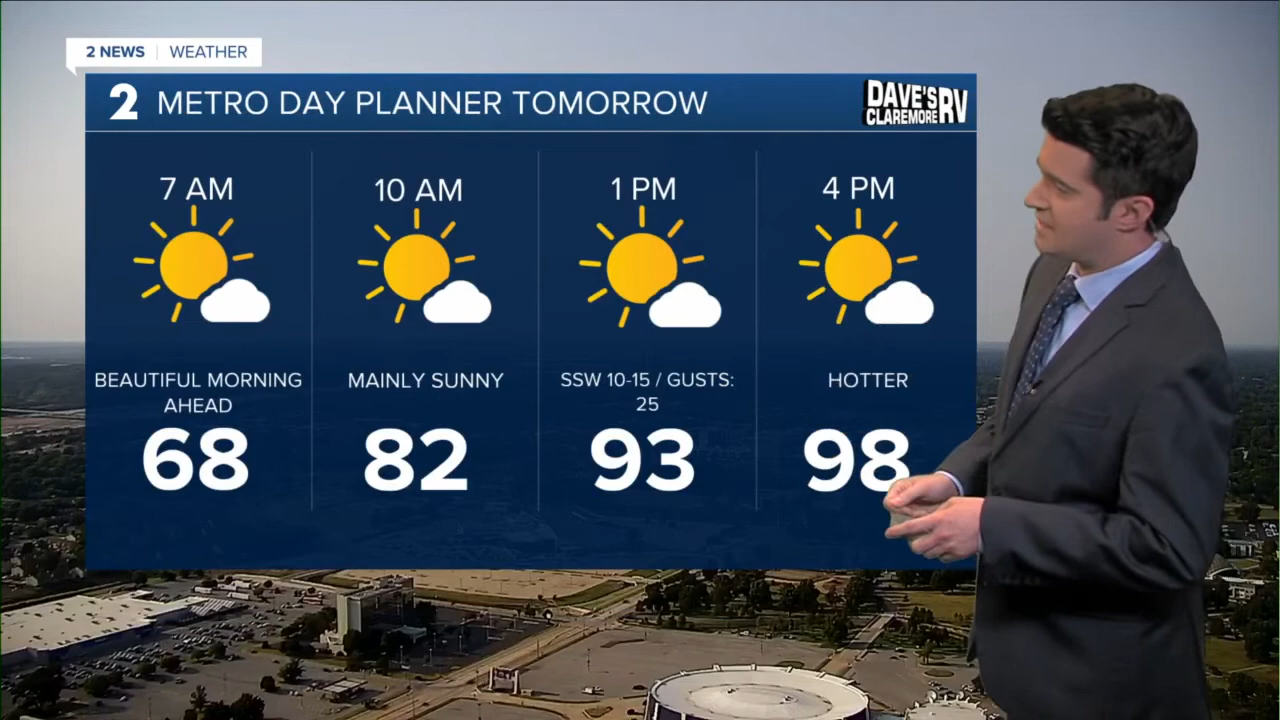 2 NEWS | WEATHER
2 METRO DAY PLANNER TOMORROW
DAVE'S RV
CLAREMORE
7 AM
BEAUTIFUL MORNING
AHEAD
68
10 AM
MAINLY SUNNY
82
1 PM
SSW 10-15 / GUSTS:
25
93
4 PM
HOTTER
98